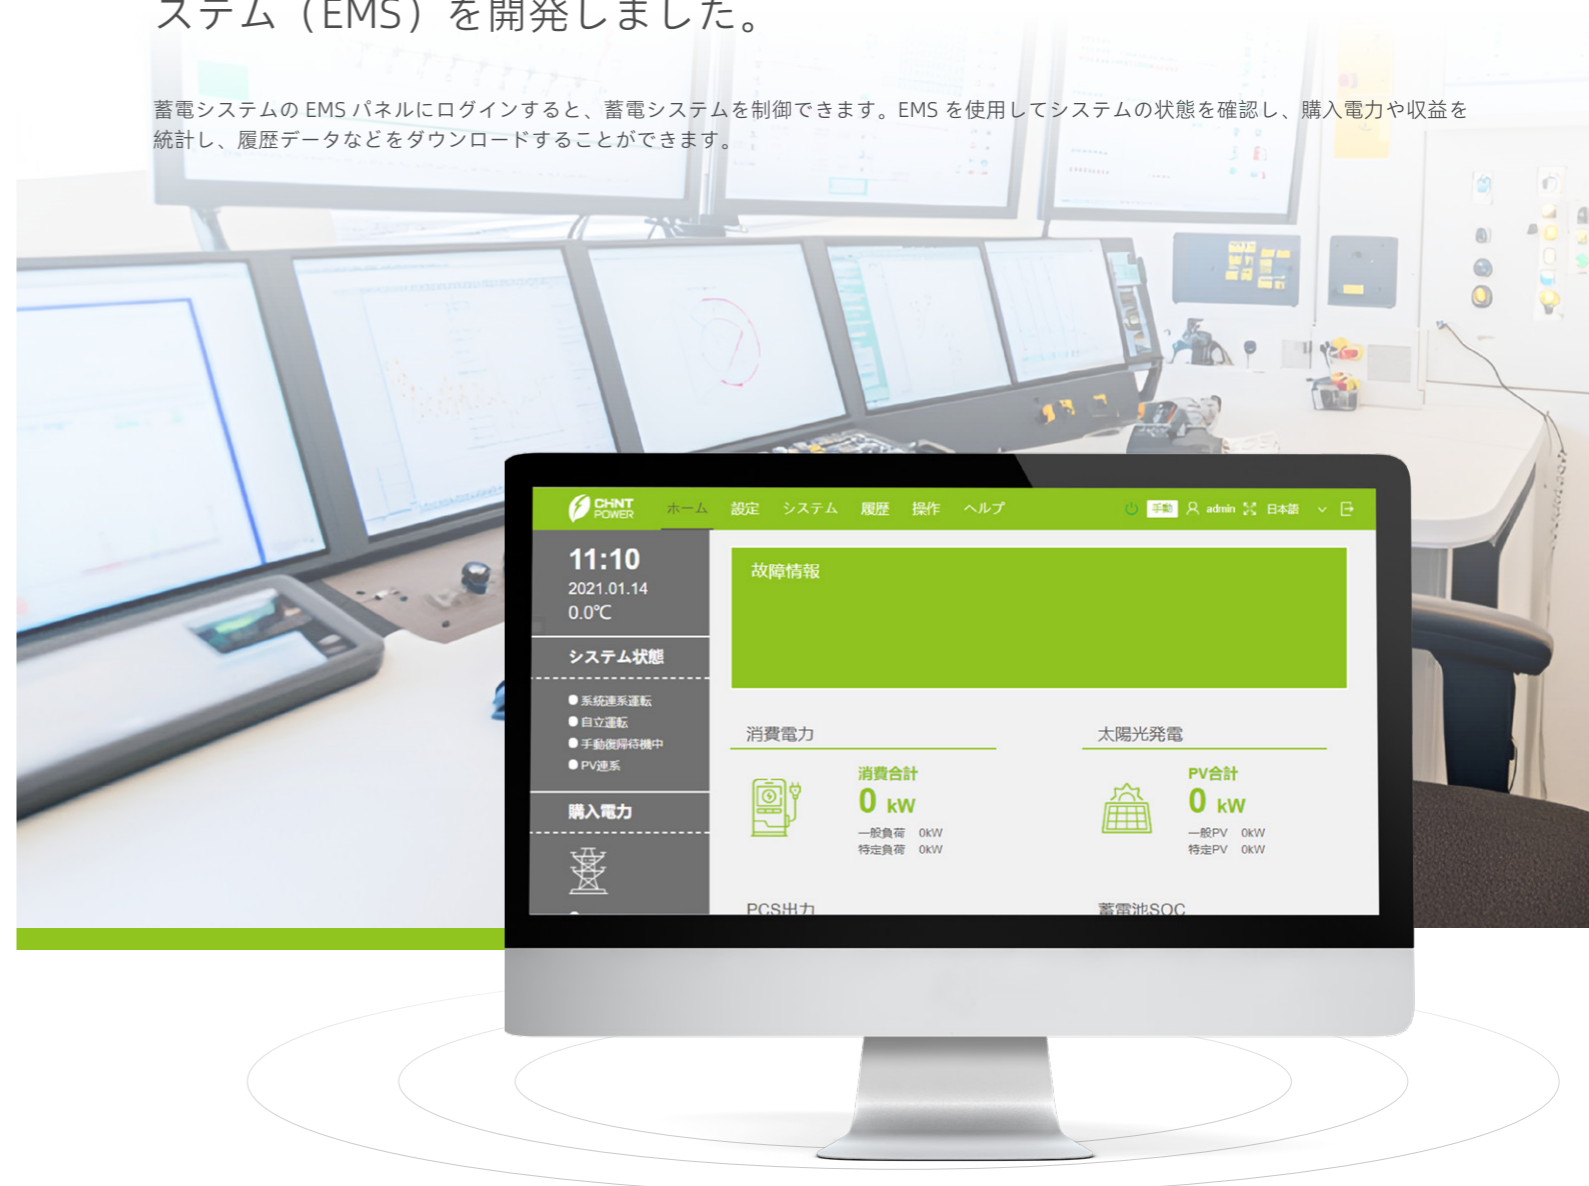 ステム（EMS）を開発しました。
蓄電システムの EMS パネルにログインすると、蓄電システムを制御できます。EMS を使用してシステムの状態を確認し、購入電力や収益を
統計し、履歴データなどをダウンロードすることができます。
CHNT POWER ホーム 設定 システム 履歴 操作 ヘルプ 手動 admin 日本語
11:10
2021.01.14
0.0℃
故障情報
システム状態
系統連系運転
自立運転
手動復帰待機中
PV連系
購入電力
消費電力
消費合計
0 kW
一般負荷 0kW
特定負荷 0kW
太陽光発電
PV合計
0 kW
一般PV 0kW
特定PV 0kW
PCS出力
蓄電池SOC